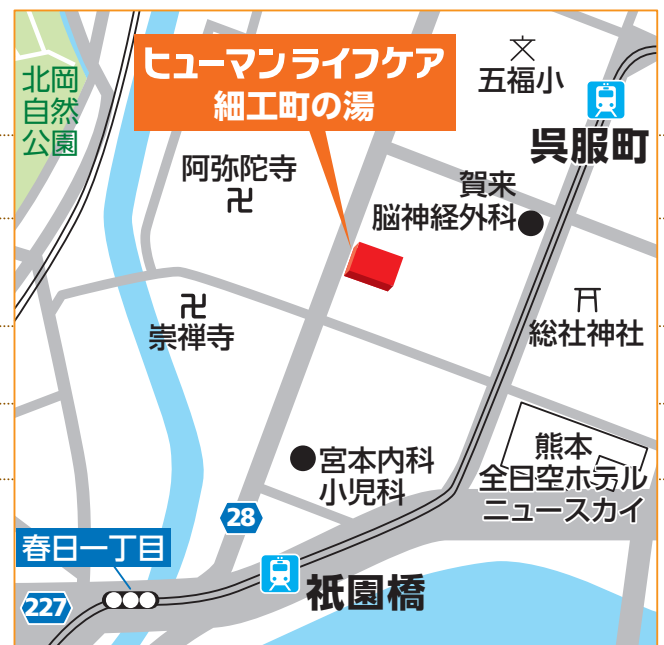 北岡
自然
公園
ヒューマンライフケア
細工町の湯
五福小
呉服町
阿弥陀寺
賀来
脳神経外科
崇禅寺
総社神社
宮本内科
小児科
熊本
全日空ホテル
ニュースカイ
28
春日一丁目
227
祇園橋